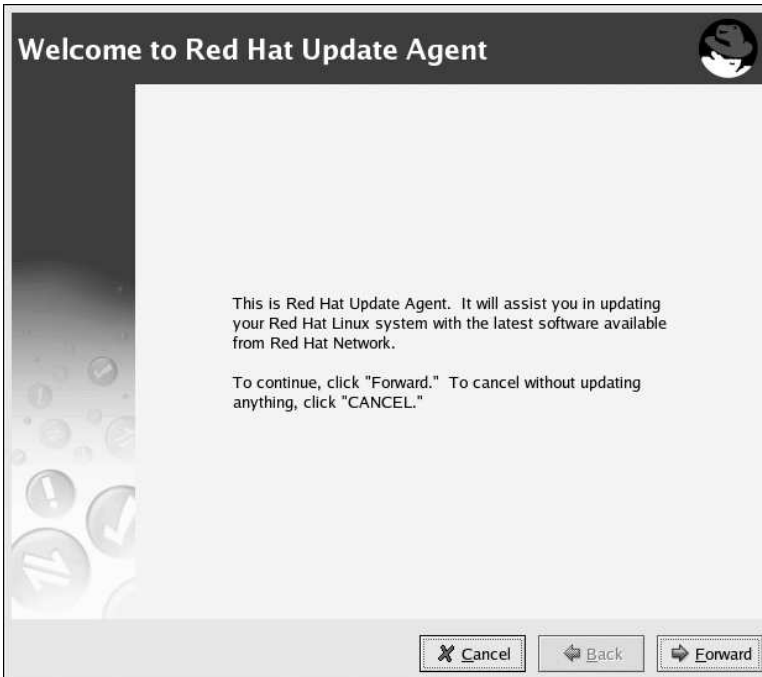 Welcome to Red Hat Update Agent
This is Red Hat Update Agent.  It will assist you in updating
your Red Hat Linux system with the latest software available
from Red Hat Network.
To continue, click "Forward."  To cancel without updating
anything, click "CANCEL."
Cancel
Back
Forward